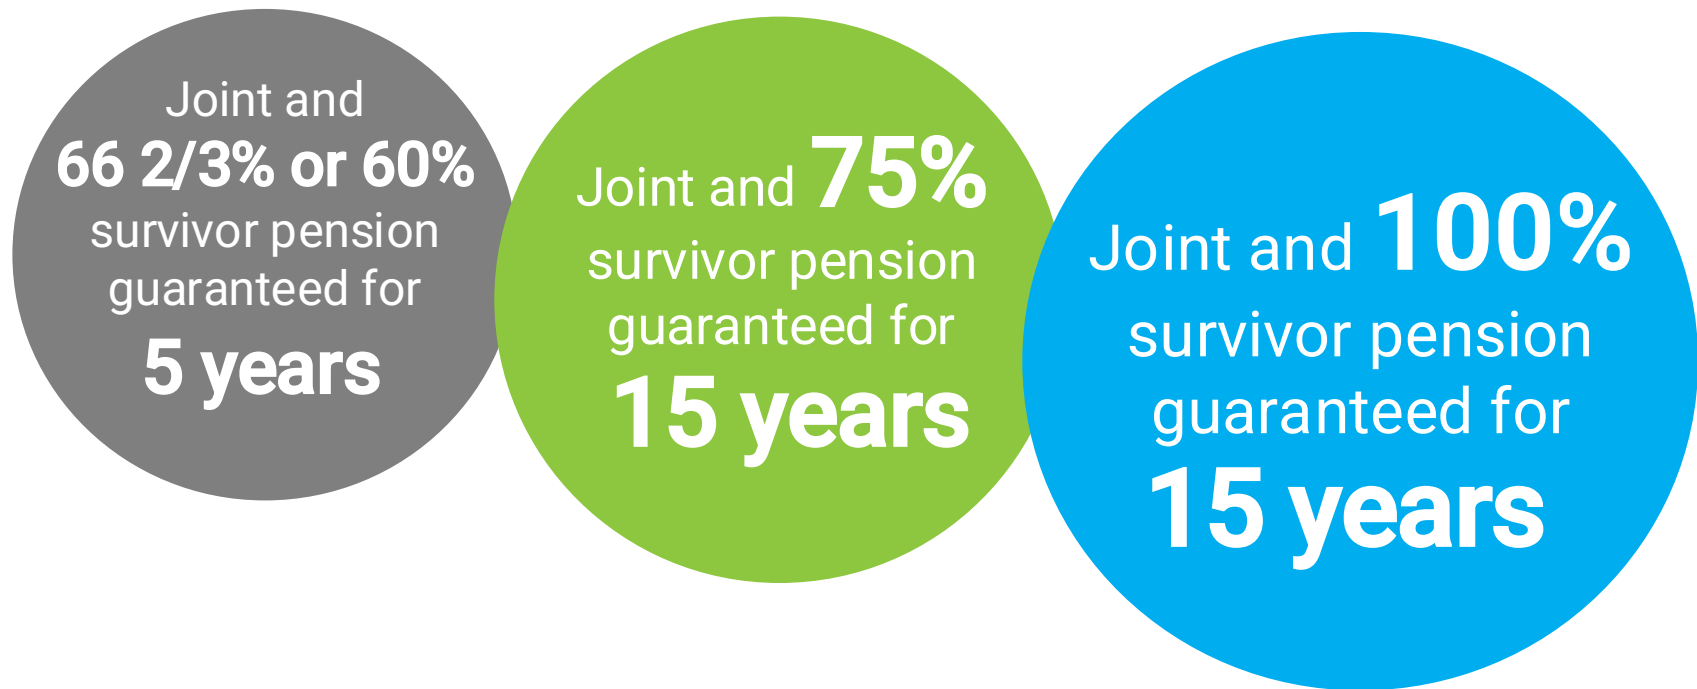 Joint and
66 2/3% or 60%
survivor pension
guaranteed for
5 years
Joint and 75%
survivor pension
guaranteed for
15 years
Joint and 100%
survivor pension
guaranteed for
15 years